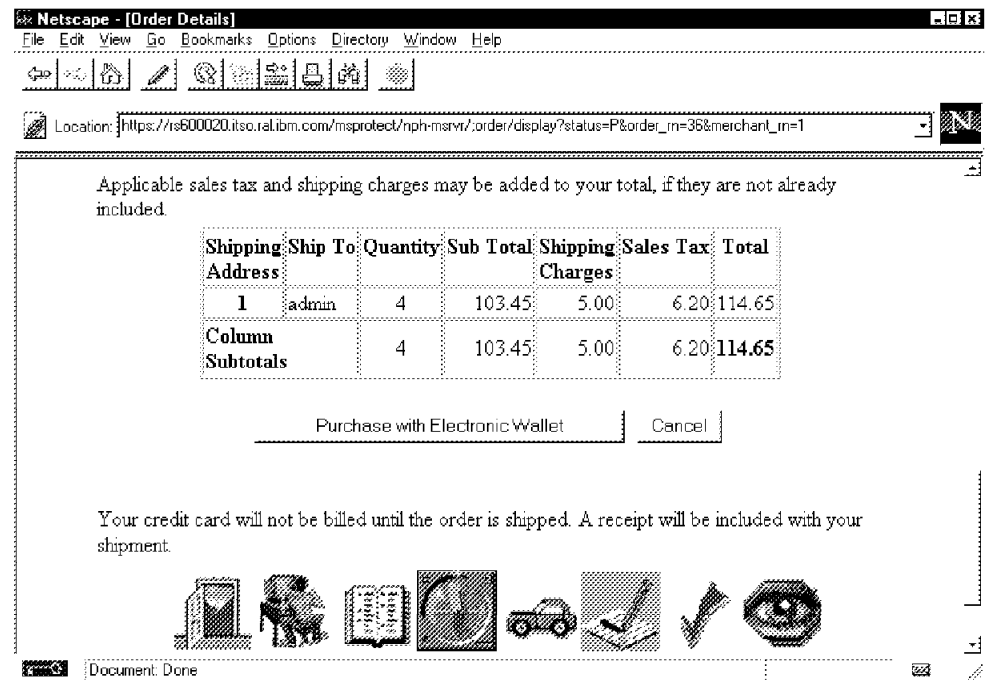 Netscape - [Order Details]
File Edit View Go Bookmarks Options Directory Window Help
Location: https://rs600020.itso.ral.ibm.com/msprotect/nph-msrvr/;order/display?status=P&order_rn=36&merchant_rn=1
N
Applicable sales tax and shipping charges may be added to your total, if they are not already
included.
Shipping Address Ship To Quantity Sub Total Shipping Charges Sales Tax Total
1 admin 4 103.45 5.00 6.20 114.65
Column Subtotals 4 103.45 5.00 6.20 114.65
Purchase with Electronic Wallet Cancel
Your credit card will not be billed until the order is shipped. A receipt will be included with your
shipment.
Document: Done